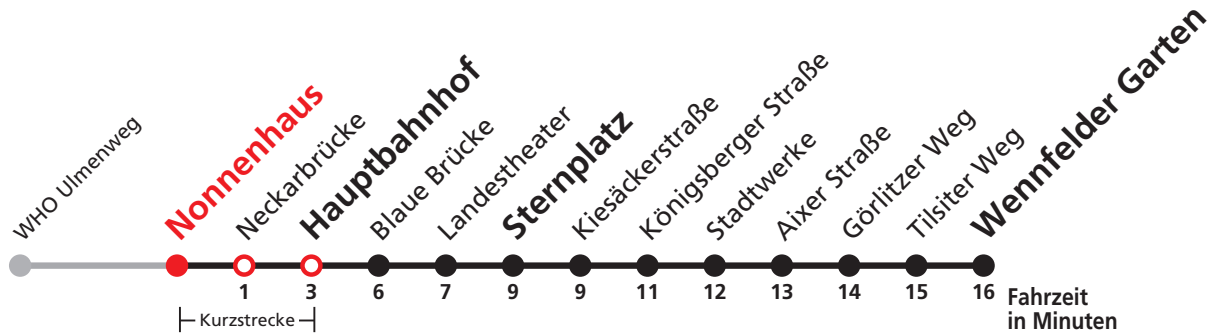 WHO Ulmenweg
Nonnenhaus
Neckarbrücke
Hauptbahnhof
Blaue Brücke
Landestheater
Sternplatz
Kiesäckerstraße
Königsberger Straße
Stadtwerke
Aixer Straße
Görlitzer Weg
Tilsiter Weg
Wennfelder Garten
1 3 6 7 9 9 11 12 13 14 15 16 Fahrzeit
in Minuten
Kurzstrecke